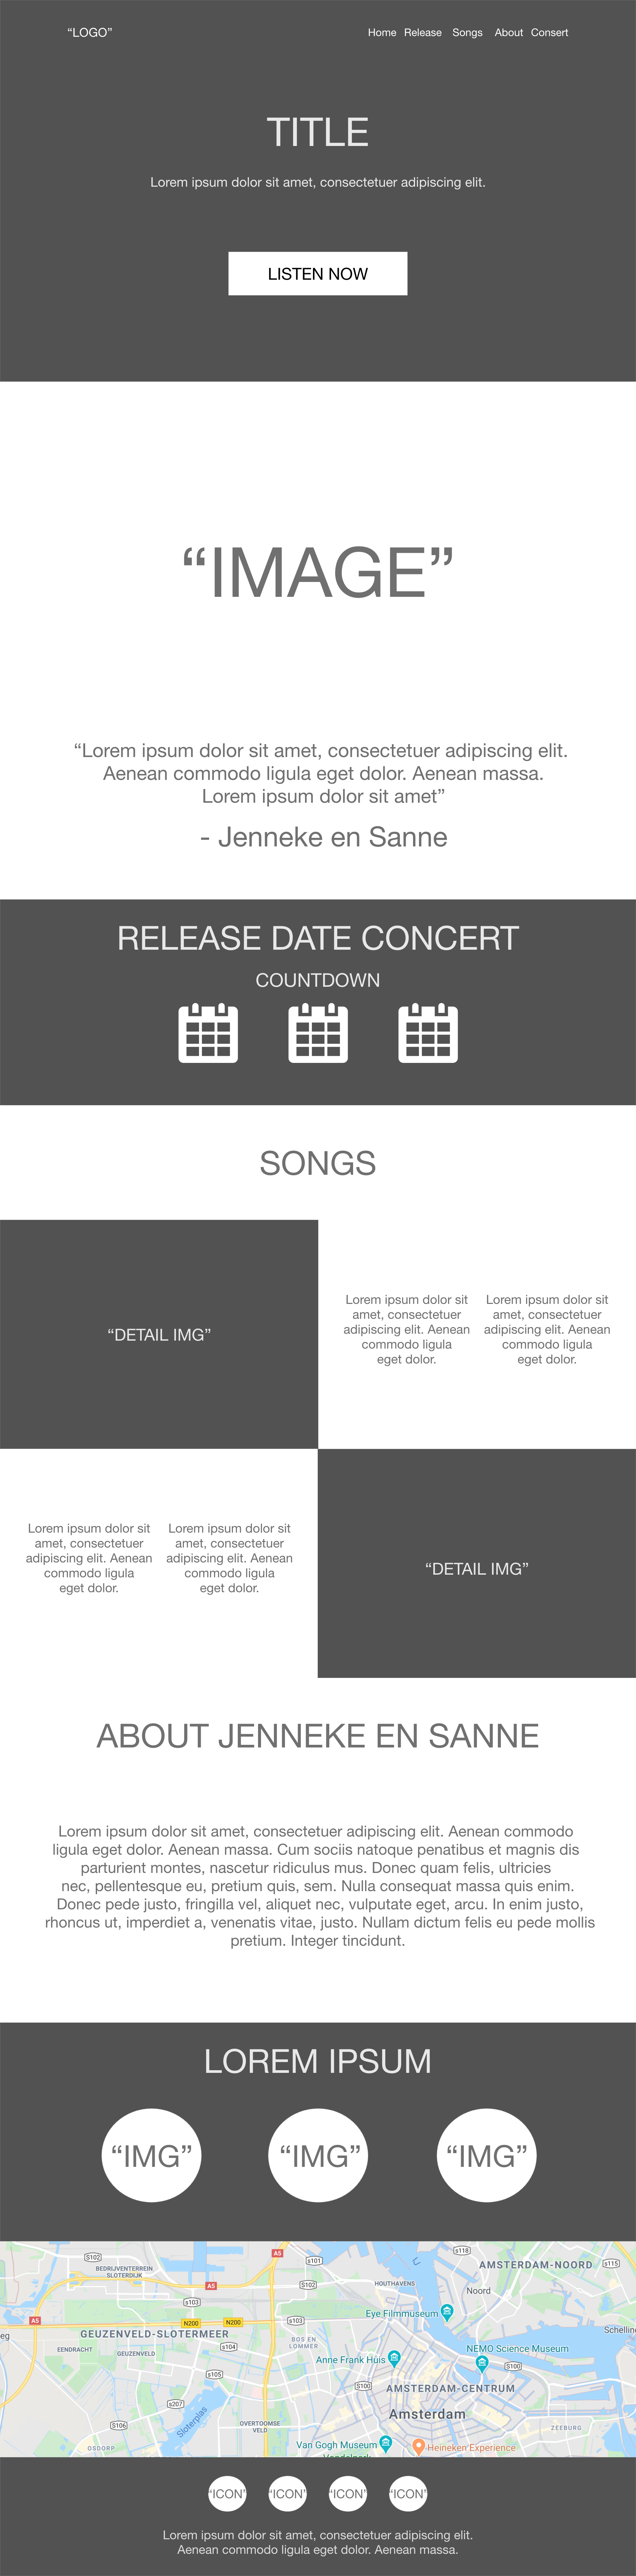 “LOGO” Home Release Songs About Consert
TITLE
Lorem ipsum dolor sit amet, consectetuer adipiscing elit.
LISTEN NOW
“IMAGE”
“Lorem ipsum dolor sit amet, consectetuer adipiscing elit.
Aenean commodo ligula eget dolor. Aenean massa.
Lorem ipsum dolor sit amet”
- Jenneke en Sanne
RELEASE DATE CONCERT
COUNTDOWN
SONGS
“DETAIL IMG”
Lorem ipsum dolor sit
amet, consectetuer
adipiscing elit. Aenean
commodo ligula
eget dolor.
Lorem ipsum dolor sit
amet, consectetuer
adipiscing elit. Aenean
commodo ligula
eget dolor.
Lorem ipsum dolor sit
amet, consectetuer
adipiscing elit. Aenean
commodo ligula
eget dolor.
Lorem ipsum dolor sit
amet, consectetuer
adipiscing elit. Aenean
commodo ligula
eget dolor.
“DETAIL IMG”
ABOUT JENNEKE EN SANNE
Lorem ipsum dolor sit amet, consectetuer adipiscing elit. Aenean commodo
ligula eget dolor. Aenean massa. Cum sociis natoque penatibus et magnis dis
parturient montes, nascetur ridiculus mus. Donec quam felis, ultricies
nec, pellentesque eu, pretium quis, sem. Nulla consequat massa quis enim.
Donec pede justo, fringilla vel, aliquet nec, vulputate eget, arcu. In enim justo,
rhoncus ut, imperdiet a, venenatis vitae, justo. Nullam dictum felis eu pede mollis
pretium. Integer tincidunt.
LOREM IPSUM
“IMG” “IMG” “IMG”
s118
A5
S102
s101
AMSTERDAM-NOORD
s115
BEDRIJVENTERREIN
SLOTERDIJK
A5
S102
HOUTHAVENS
Noord
s103
Eye Filmmuseum
A5
N200
N200
s103
GEUZENVELD-SLOTERMEER
BOS EN
LOMMER
s104
EENDRACHT
GEUZENVELD
Anne Frank Huis
NEMO Science Museum
S100
s105
S100
AMSTERDAM-CENTRUM
s207
Sloterplas
Amsterdam
S106
OVERTOOMSE
VELD
ZEEBURG
OSDORP
Van Gogh Museum
Heineken Experience
“ICON” “ICON” “ICON” “ICON”
Lorem ipsum dolor sit amet, consectetuer adipiscing elit.
Aenean commodo ligula eget dolor. Aenean massa.